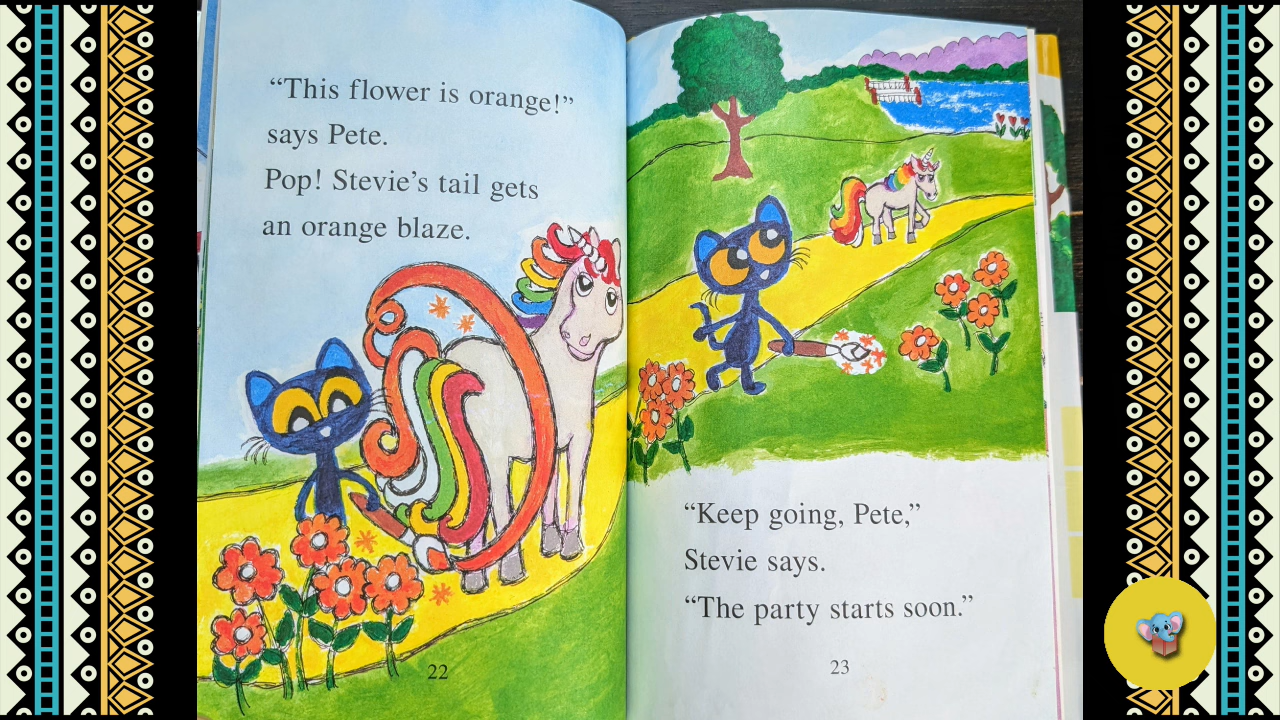 “This flower is orange!”
says Pete.
Pop! Stevie’s tail gets
an orange blaze.
22
“Keep going, Pete,”
Stevie says.
“The party starts soon.”
23